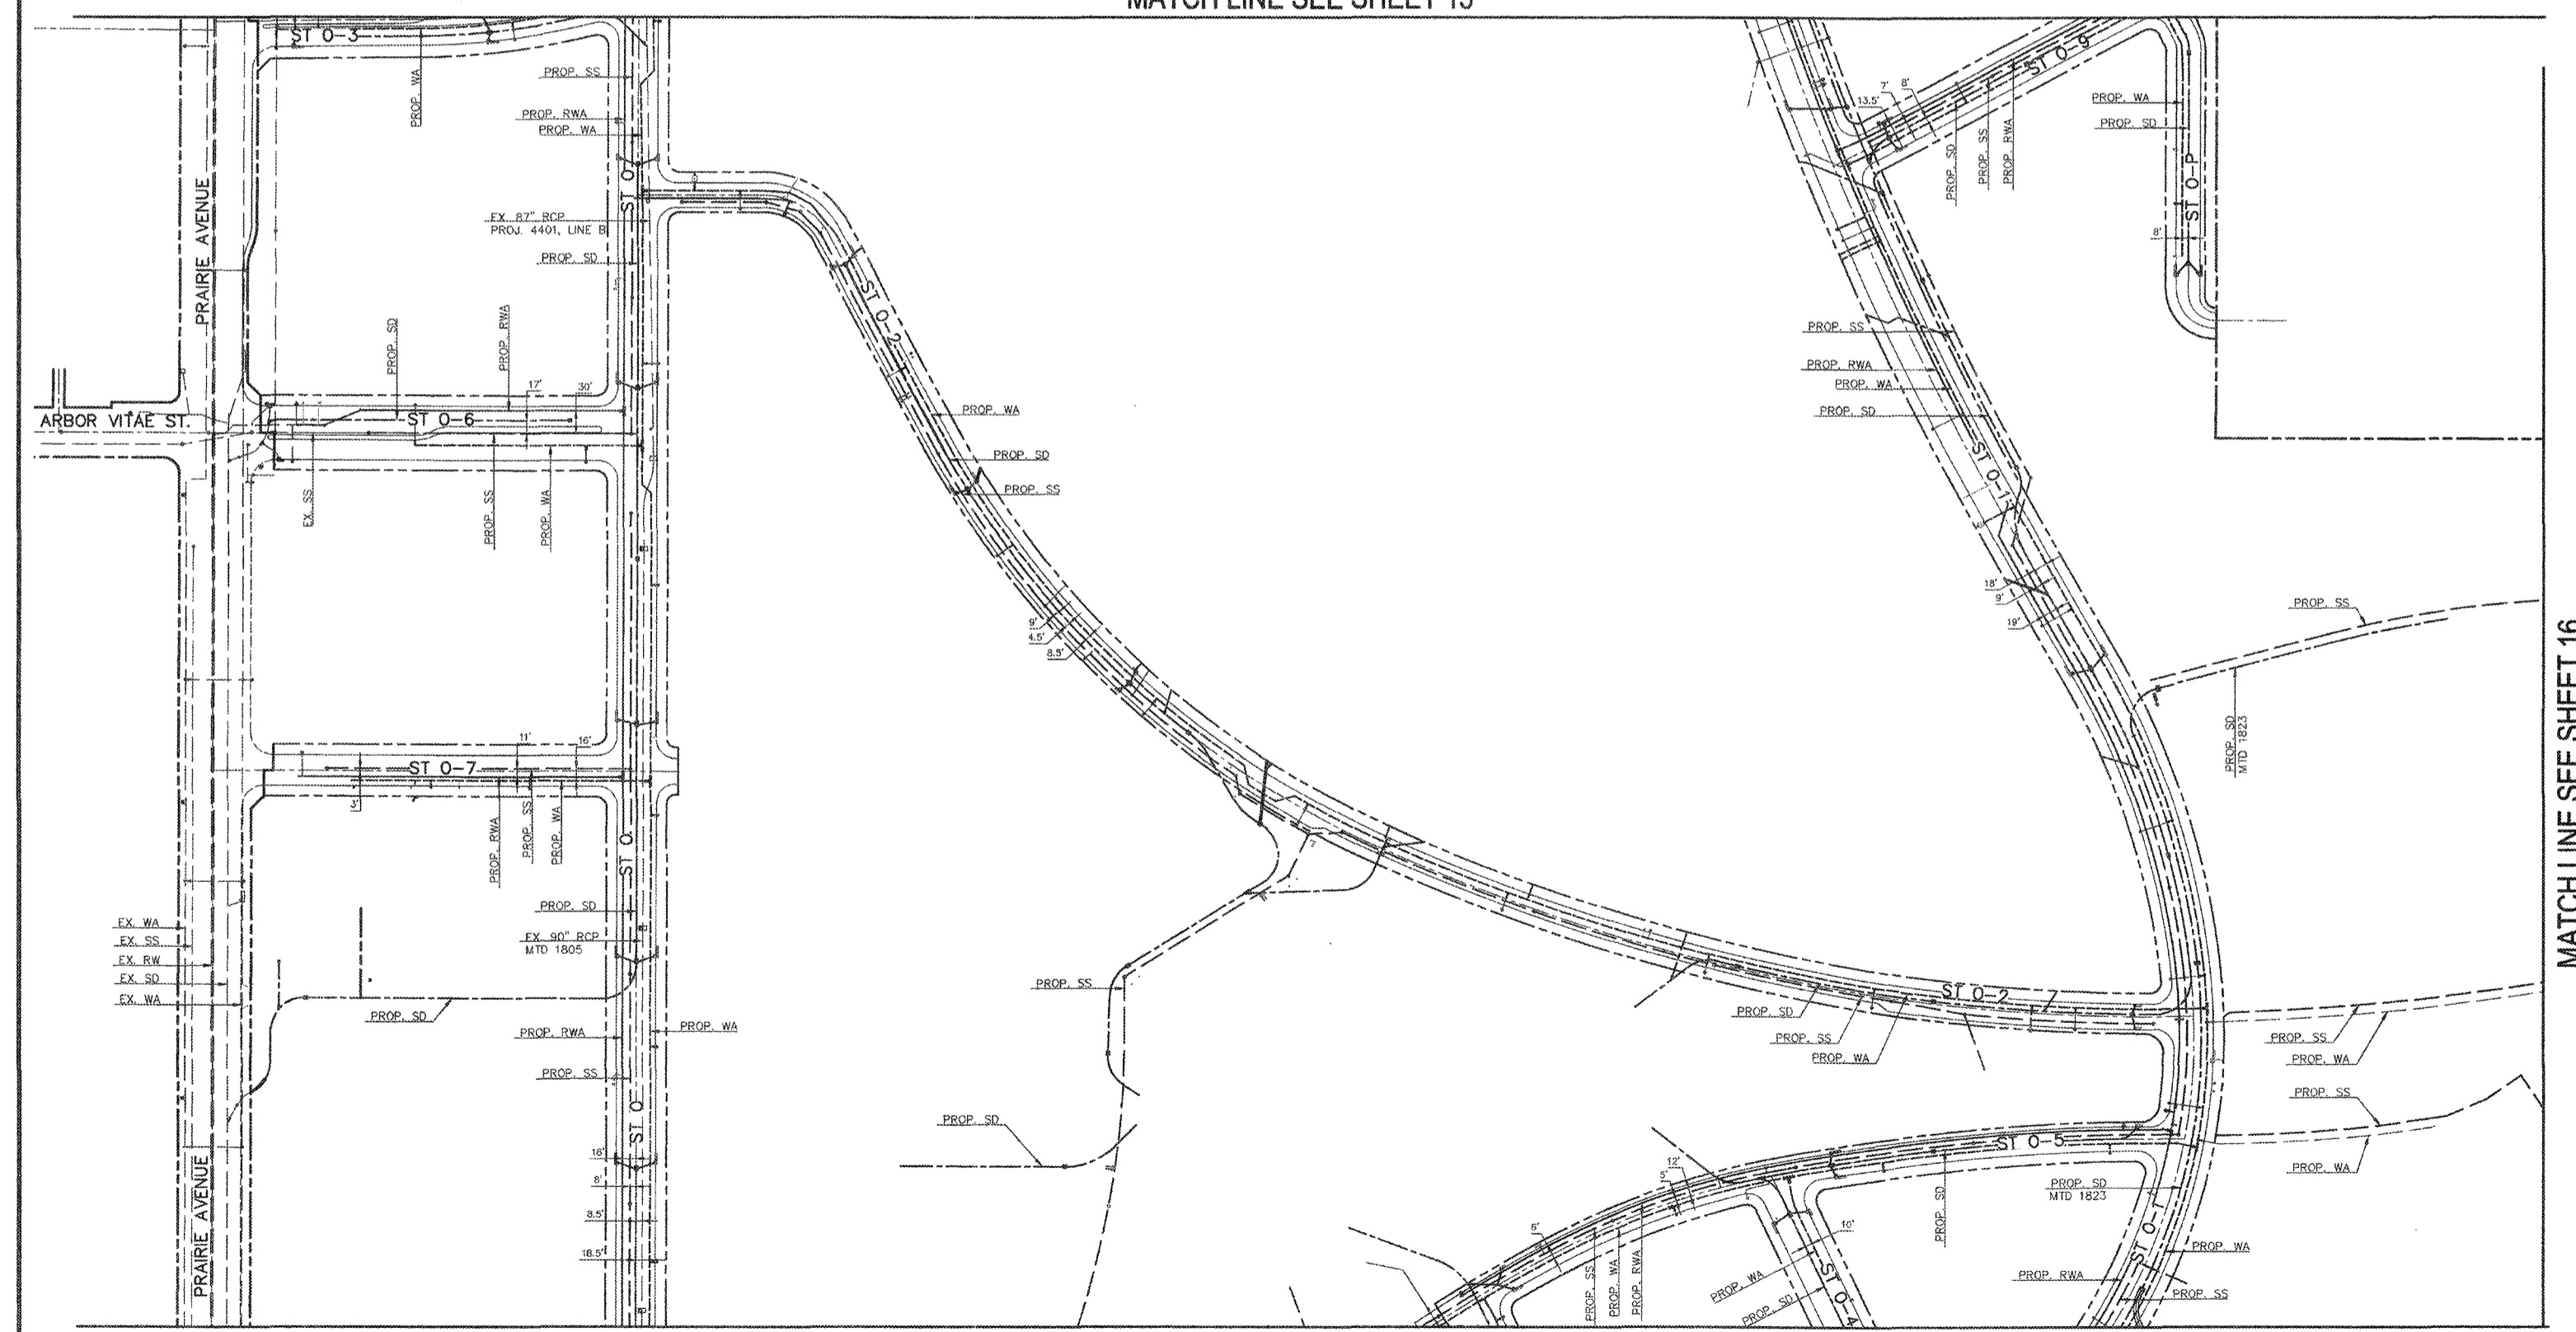 MATCH LINE SEE SHEET 15
ST O-3
PROP. WA
PROP. SS
PROP. RWA
PROP. WA
ST O
EX. 87" RCP
PROJ. 4401, LINE B
PROP. SD
PRAIRIE AVENUE
PROP. SD
PROP. RWA
17'
30'
ARBOR VITAE ST.
ST O-6
EX. SS
PROP. SS
PROP. WA
11'
16'
ST O-7
3'
PROP. RWA
PROP. SS
PROP. WA
ST O
PROP. SD
EX. 90" RCP
MTD 1805
EX. WA
EX. SS
EX. RW
EX. SD
EX. WA
PROP. SD
PROP. RWA
PROP. WA
PROP. SS
ST O
PRAIRIE AVENUE
18'
8'
8.5'
18.5'
ST O-2
PROP. WA
PROP. SD
PROP. SS
9'
4.5'
8.5'
PROP. SS
PROP. SD
ST O-9
13.5'
7'
8'
PROP. SD
PROP. SS
PROP. RWA
PROP. WA
PROP. SD
ST O-P
8'
PROP. SS
PROP. RWA
PROP. WA
PROP. SD
ST O-1
18'
9'
19'
PROP. SS
PROP. SD
MTD 1823
MATCH LINE SEE SHEET 16
ST O-2
PROP. SD
PROP. SS
PROP. WA
PROP. SS
PROP. WA
PROP. SS
PROP. WA
ST O-5
12'
5'
6'
PROP. SD
PROP. SD
MTD 1823
10'
PROP. SS
PROP. WA
PROP. RWA
PROP. WA
PROP. SD
ST O-4
ST O-1
PROP. WA
PROP. RWA
PROP. SS